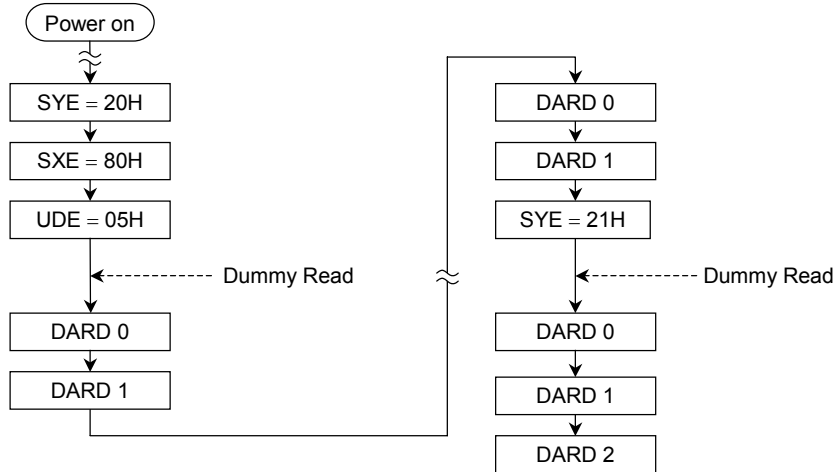 Power on
SYE = 20H
SXE = 80H
UDE = 05H
Dummy Read
DARD 0
DARD 1
DARD 0
DARD 1
SYE = 21H
Dummy Read
DARD 0
DARD 1
DARD 2